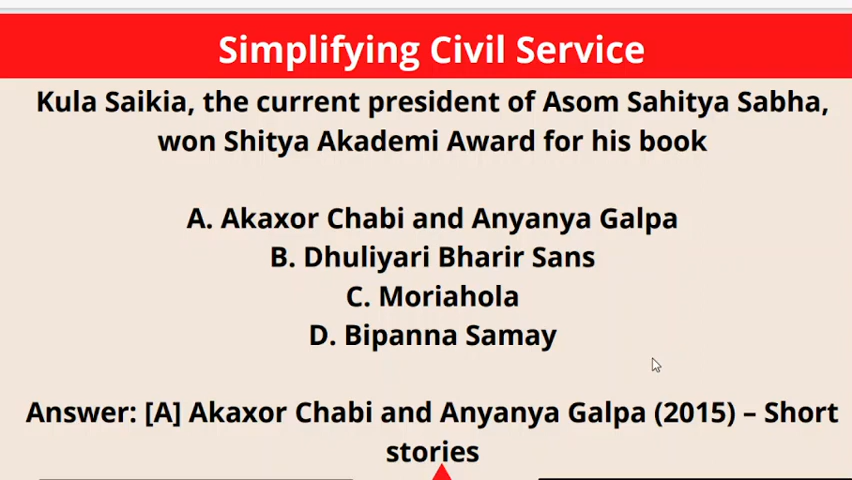 Simplifying Civil Service
Kula Saikia, the current president of Asom Sahitya Sabha,
won Shitya Akademi Award for his book
A. Akaxor Chabi and Anyanya Galpa
B. Dhuliyari Bharir Sans
C. Moriahola
D. Bipanna Samay
Answer: [A] Akaxor Chabi and Anyanya Galpa (2015) – Short
stories